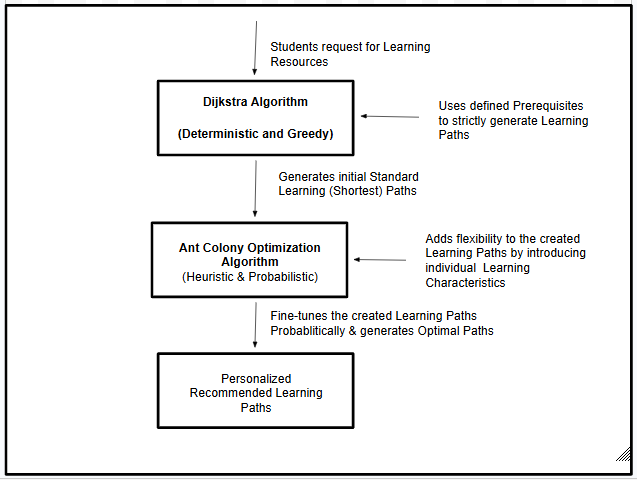 Students request for Learning
Resources
Dijkstra Algorithm
(Deterministic and Greedy)
Uses defined Prerequisites
to strictly generate Learning
Paths
Generates initial Standard
Learning (Shortest) Paths
Ant Colony Optimization
Algorithm
(Heuristic & Probabilistic)
Adds flexibility to the created
Learning Paths by introducing
individual Learning
Characteristics
Fine-tunes the created Learning Paths
Probablitically & generates Optimal Paths
Personalized
Recommended Learning
Paths